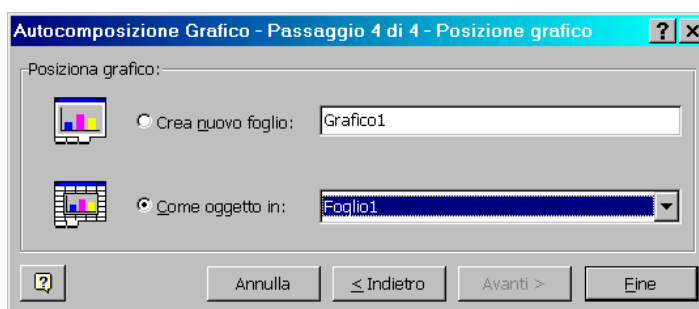 Autocomposizione Grafico - Passaggio 4 di 4 - Posizione grafico
Posiziona grafico:
Crea nuovo foglio: Grafico1
Come oggetto in: Foglio1
Annulla < Indietro Avanti > Fine